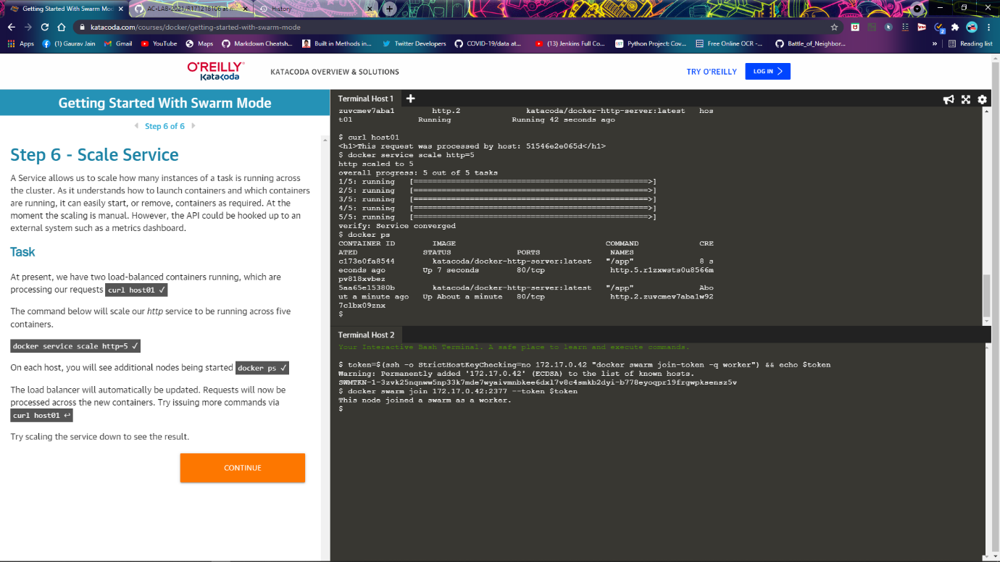 Getting Started With Swarm Mod
AC-LAB-2021/R171218106 at
History
katacoda.com/courses/docker/getting-started-with-swarm-mode
Apps
(1) Gaurav Jain
Gmail
YouTube
Maps
Markdown Cheatsh...
Built in Methods in...
Twitter Developers
COVID-19/data at...
(13) Jenkins Full Co...
Python Project: Cov...
Free Online OCR -...
Battle_of_Neighbor...
»
Reading list
O'REILLY
Katacoda
KATACODA OVERVIEW & SOLUTIONS
TRY O'REILLY
LOG IN
Getting Started With Swarm Mode
Step 6 of 6
Step 6 - Scale Service
A Service allows us to scale how many instances of a task is running across
the cluster. As it understands how to launch containers and which containers
are running, it can easily start, or remove, containers as required. At the
moment the scaling is manual. However, the API could be hooked up to an
external system such as a metrics dashboard.
Task
At present, we have two load-balanced containers running, which are
processing our requests curl host01 ✓
The command below will scale our http service to be running across five
containers.
docker service scale http=5 ✓
On each host, you will see additional nodes being started docker ps ✓
The load balancer will automatically be updated. Requests will now be
processed across the new containers. Try issuing more commands via
curl host01 ↩
Try scaling the service down to see the result.
CONTINUE
Terminal Host 1
zuvcmev7aba1 http.2 katacoda/docker-http-server:latest hos
t01 Running Running 42 seconds ago
$ curl host01
<h1>This request was processed by host: 51546e2e065d</h1>
$ docker service scale http=5
http scaled to 5
overall progress: 5 out of 5 tasks
1/5: running [==================================================>]
2/5: running [==================================================>]
3/5: running [==================================================>]
4/5: running [==================================================>]
5/5: running [==================================================>]
verify: Service converged
$ docker ps
CONTAINER ID IMAGE COMMAND CRE
ATED STATUS PORTS NAMES
c173e0fa8544 katacoda/docker-http-server:latest "/app" 8 s
econds ago Up 7 seconds 80/tcp http.5.r1zxwsts0u8566m
pv818xvbez
5aa65e15380b katacoda/docker-http-server:latest "/app" Abo
ut a minute ago Up About a minute 80/tcp http.2.zuvcmev7aba1w92
7clbx09znx
$
Terminal Host 2
Your Interactive Bash Terminal. A safe place to learn and execute commands.
$ token=$(ssh -o StrictHostKeyChecking=no 172.17.0.42 "docker swarm join-token -q worker") && echo $token
Warning: Permanently added '172.17.0.42' (ECDSA) to the list of known hosts.
SWMTKN-1-3zvk25nqnww5np33k7mde7wyaivmnbkee6dxl7v8c4smkb2dyi-b778eyoqpr19frgwpksensz5v
$ docker swarm join 172.17.0.42:2377 --token $token
This node joined a swarm as a worker.
$